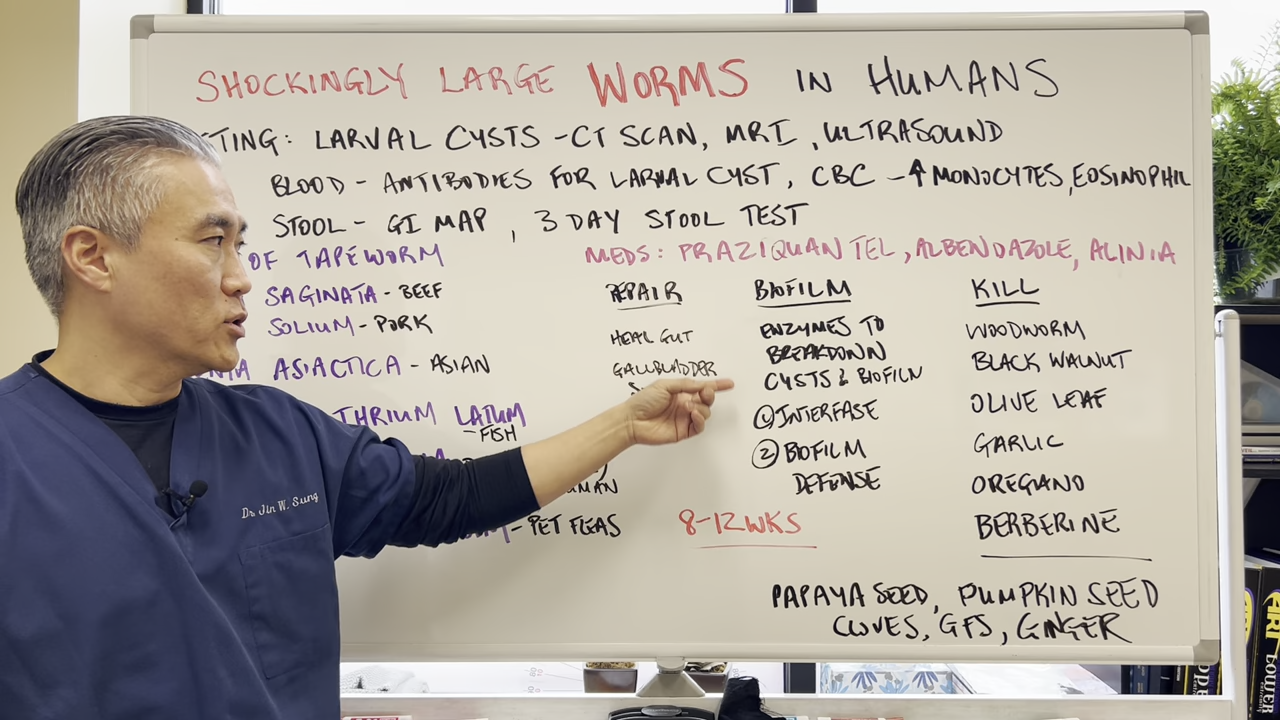 SHOCKINGLY LARGE WORMS IN HUMANS
TING: LARVAL CYSTS - CT SCAN, MRI, ULTRASOUND
BLOOD - ANTIBODIES FOR LARVAL CYST, CBC - ↑ MONOCYTES, EOSINOPHIL
STOOL - GI MAP, 3 DAY STOOL TEST
OF TAPEWORM
MEDS: PRAZIQUANTEL, ALBENDAZOLE, ALINIA
SAGINATA - BEEF
SOLIUM - PORK
NIA ASIACTICA - ASIAN
THRIUM LATUM
- FISH
- PET FLEAS
REPAIR
HEAL GUT
GALLBLADDER
BIOFILM
ENZYMES TO
BREAKDOWN
CYSTS & BIOFILM
① INTERFASE
② BIOFILM
DEFENSE
KILL
WOODWORM
BLACK WALNUT
OLIVE LEAF
GARLIC
OREGANO
BERBERINE
8-12 WKS
PAPAYA SEED, PUMPKIN SEED
CLOVES, GFS, GINGER
Dr. Jin W. Sung